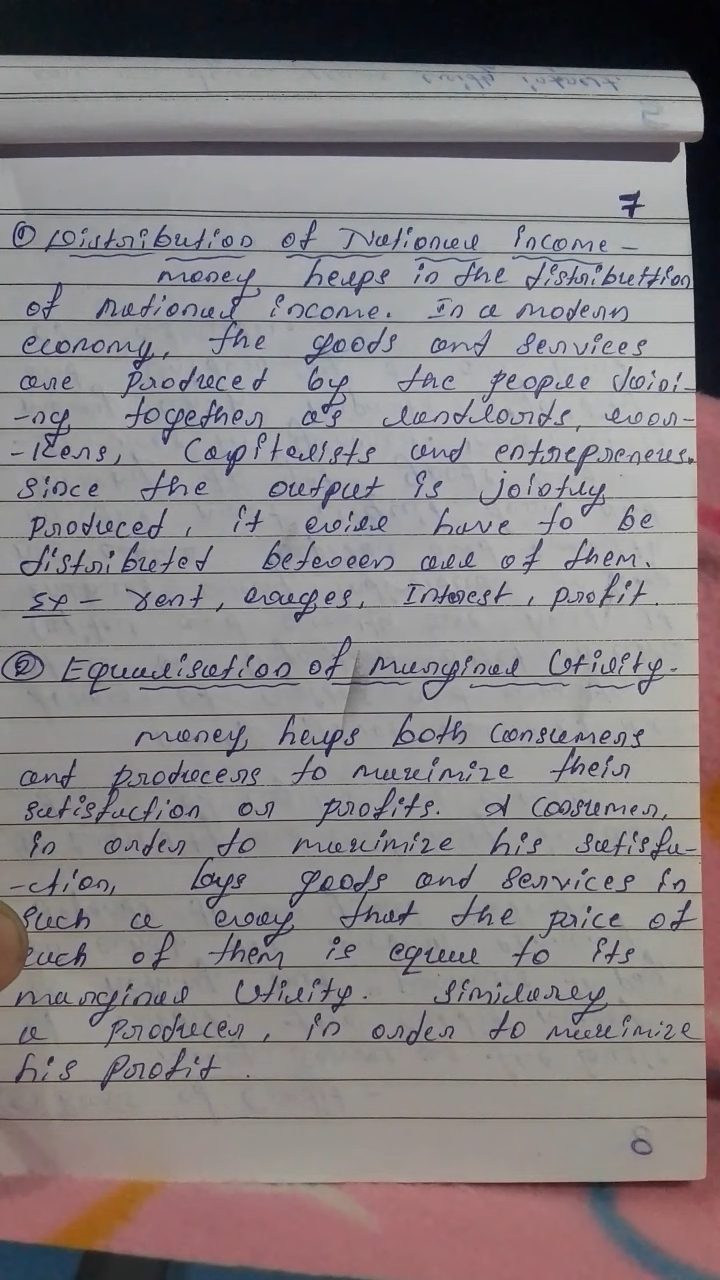 7
① Distribution of National income -
money, helps in the distributtion
of national income. In a modern
economy, the goods and services
are produced by the people Joini-
-ng together as landlords, wor-
-kers, Capitalists and entrepreneus.
since the output is jointly
produced, it will have to be
distributed between all of them.
Ex - rent, wages, Interest, profit.
② Equalisation of marginal Utility.
money, helps both consumers
and producers to maximize their
satisfaction or profits. A consumer,
in order to maximize his satisfa-
-ction, bys goods and services in
such a way that the price of
each of them is equal to its
marginal Utility. Similarly
a producer, in order to maximize
his profit.